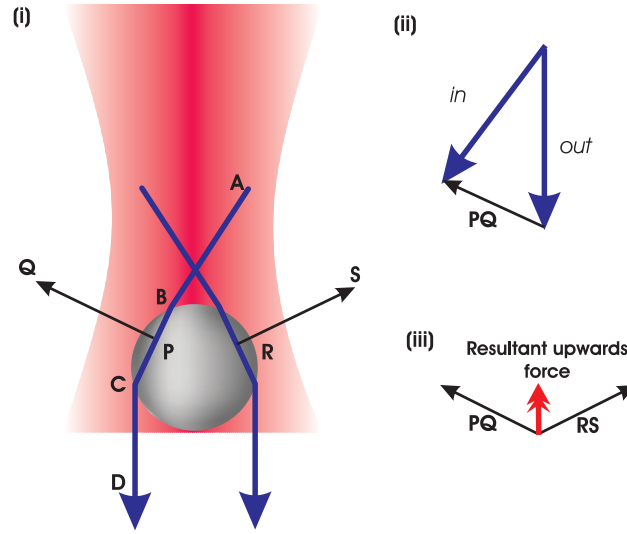 (i)
A
Q
S
B
P
R
C
D
(ii)
in
out
PQ
(iii)
Resultant upwards
force
PQ
RS